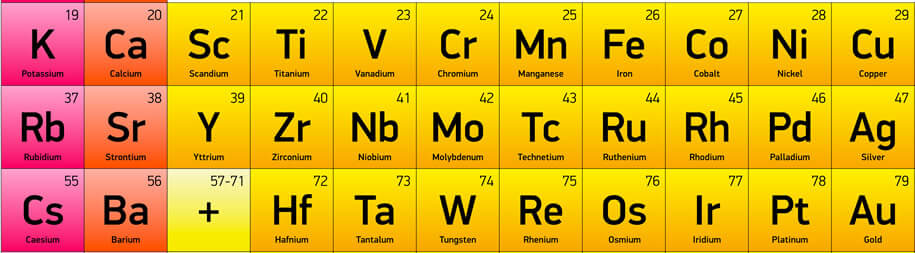 19 20 21 22 23 24 25 26 27 28 29
K Ca Sc Ti V Cr Mn Fe Co Ni Cu
Potassium Calcium Scandium Titanium Vanadium Chromium Manganese Iron Cobalt Nickel Copper
37 38 39 40 41 42 43 44 45 46 47
Rb Sr Y Zr Nb Mo Tc Ru Rh Pd Ag
Rubidium Strontium Yttrium Zirconium Niobium Molybdenum Technetium Ruthenium Rhodium Palladium Silver
55 56 57-71 72 73 74 75 76 77 78 79
Cs Ba + Hf Ta W Re Os Ir Pt Au
Caesium Barium Hafnium Tantalum Tungsten Rhenium Osmium Iridium Platinum Gold